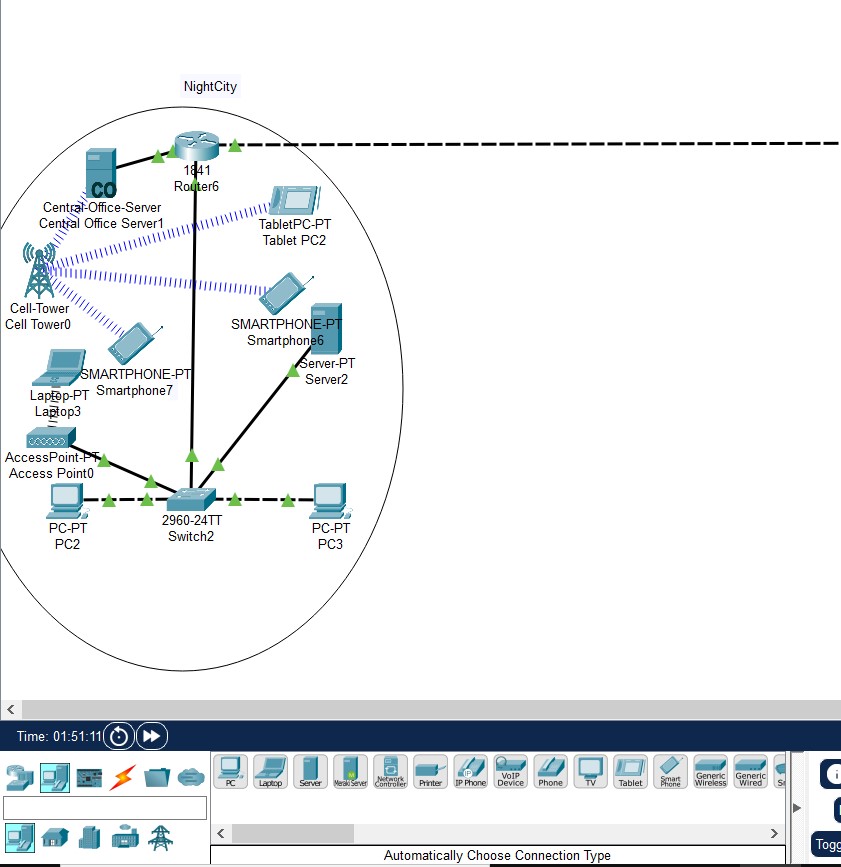 NightCity
1841
Router6
CO
Central-Office-Server
Central Office Server1
TabletPC-PT
Tablet PC2
Cell-Tower
Cell Tower0
SMARTPHONE-PT
Smartphone6
Server-PT
Server2
SMARTPHONE-PT
Smartphone7
Laptop-PT
Laptop3
AccessPoint-PT
Access Point0
PC-PT
PC2
2960-24TT
Switch2
PC-PT
PC3
Time: 01:51:11
PC
Laptop
Server
Meraki Server
Network Controller
Printer
IP Phone
VoIP Device
Phone
TV
Tablet
Smart Phone
Generic Wireless
Generic Wired
Togg
Automatically Choose Connection Type